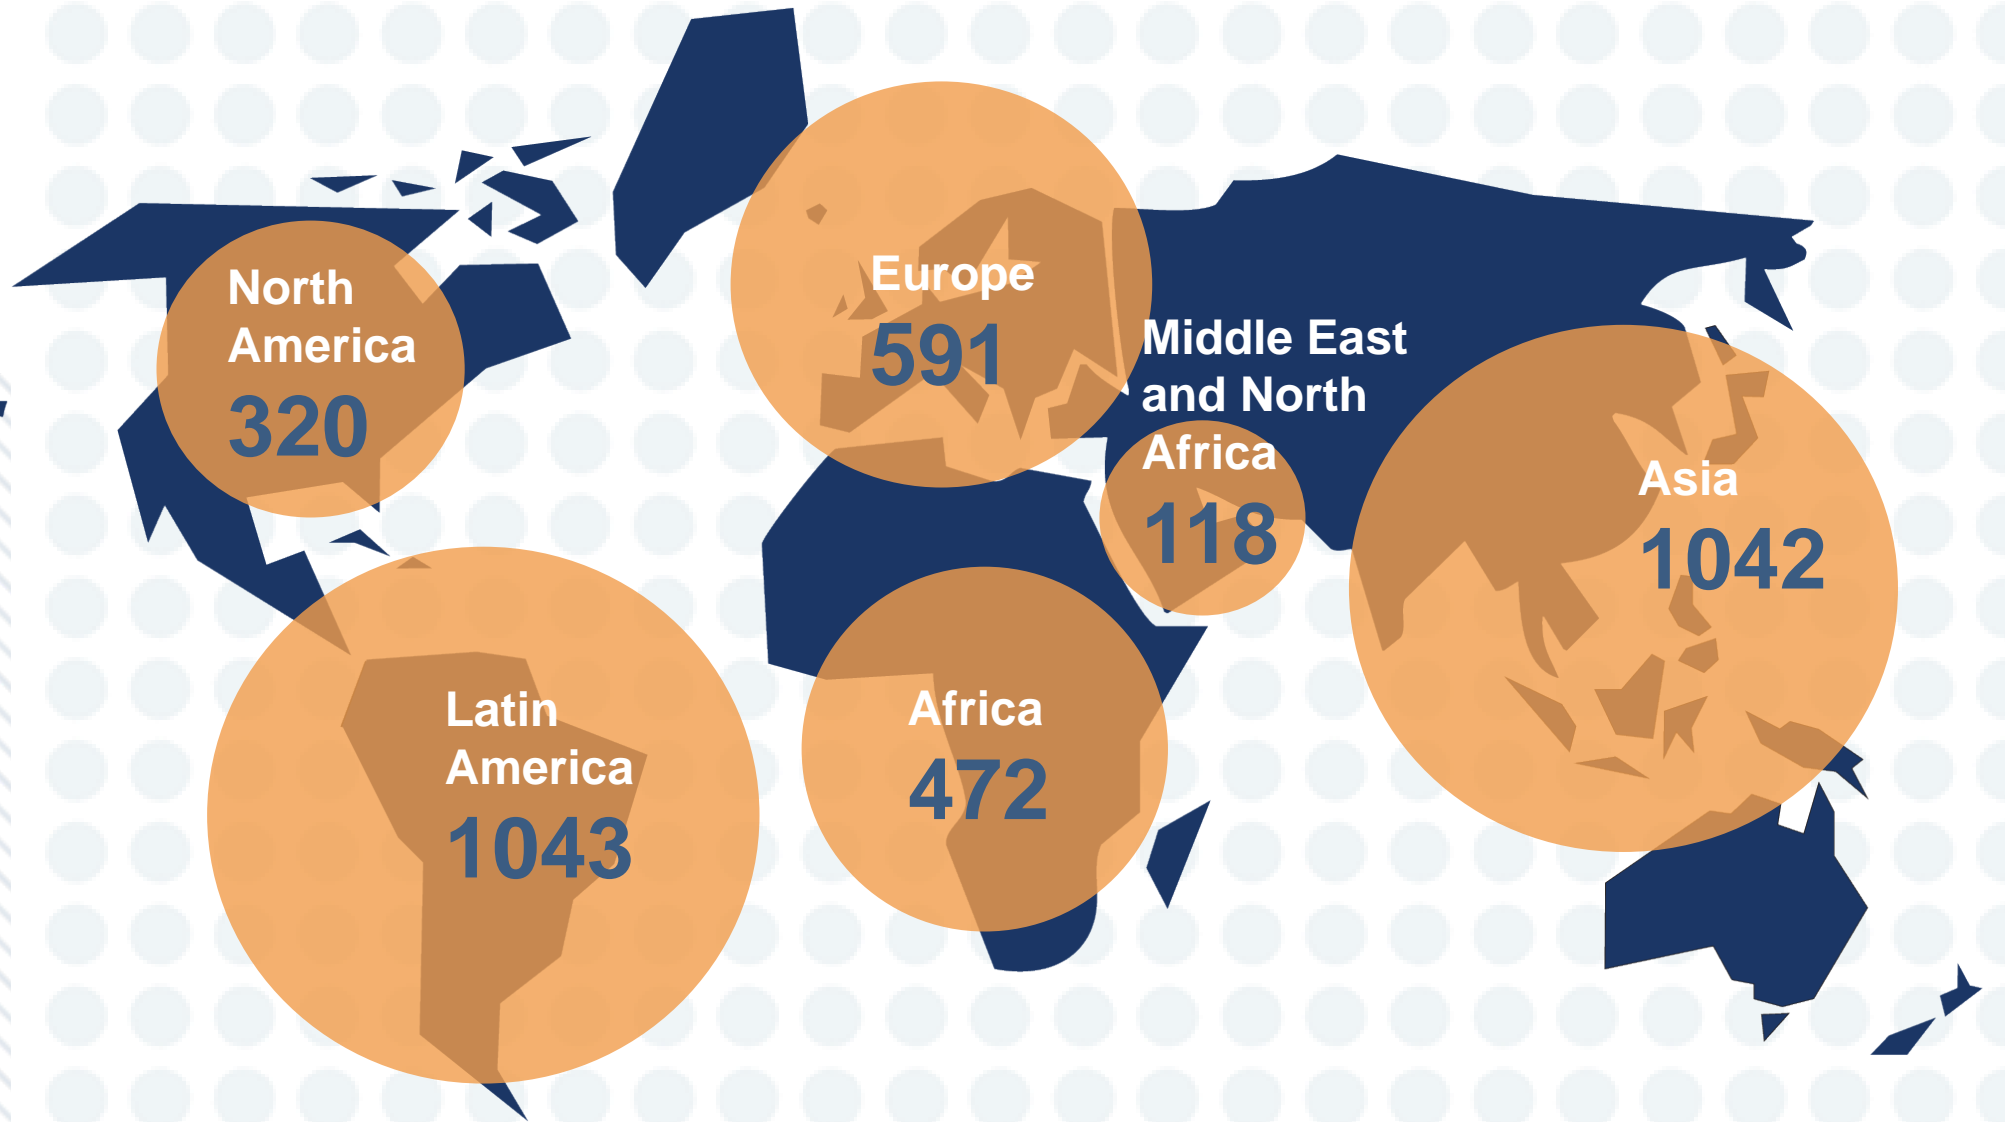 North
America
320
Europe
591
Middle East
and North
Africa
118
Asia
1042
Latin
America
1043
Africa
472